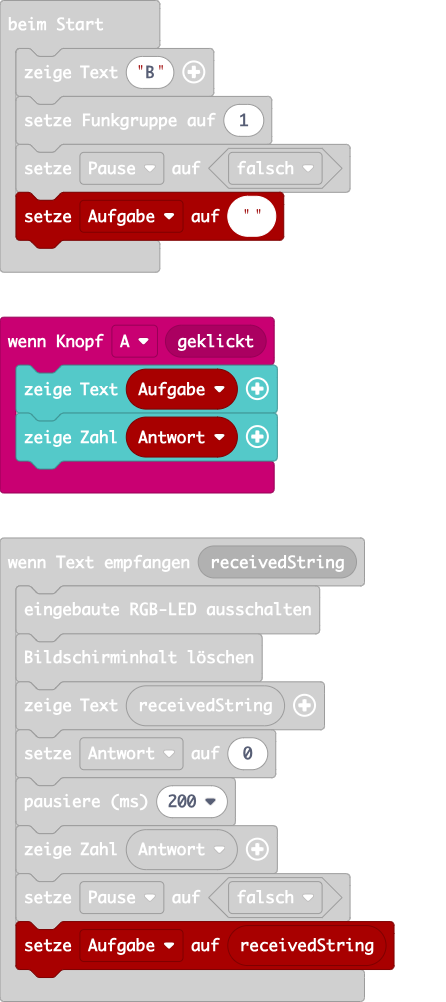 beim Start
zeige Text "B"
setze Funkgruppe auf 1
setze Pause auf falsch
setze Aufgabe auf " "
wenn Knopf A geklickt
zeige Text Aufgabe
zeige Zahl Antwort
wenn Text empfangen receivedString
eingebaute RGB-LED ausschalten
Bildschirminhalt löschen
zeige Text receivedString
setze Antwort auf 0
pausiere (ms) 200
zeige Zahl Antwort
setze Pause auf falsch
setze Aufgabe auf receivedString